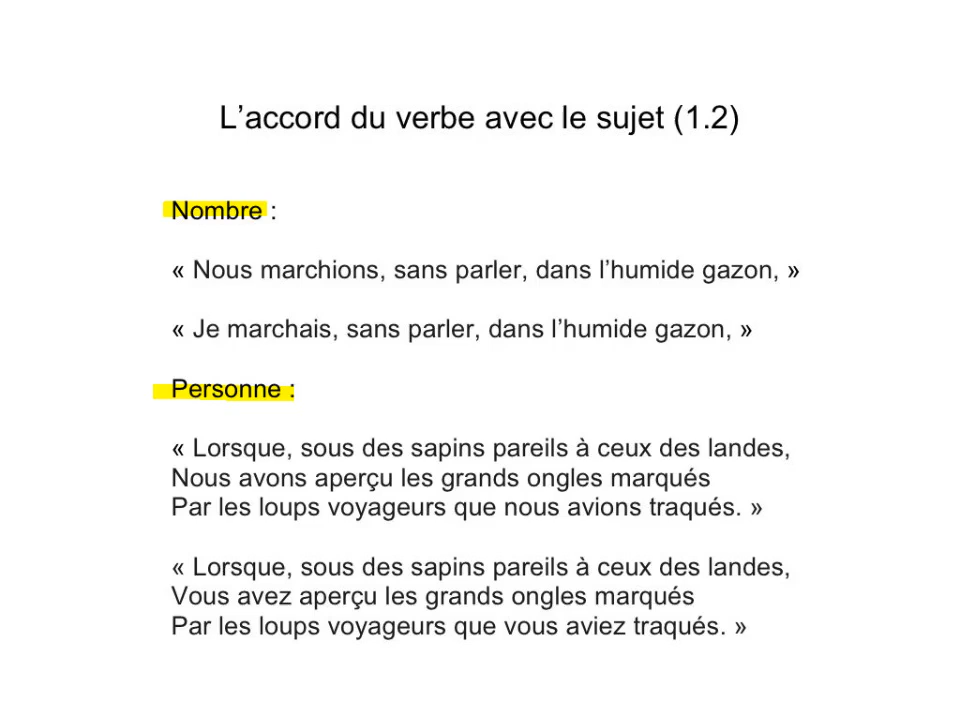 L’accord du verbe avec le sujet (1.2)
Nombre :
« Nous marchions, sans parler, dans l’humide gazon, »
« Je marchais, sans parler, dans l’humide gazon, »
Personne :
« Lorsque, sous des sapins pareils à ceux des landes,
Nous avons aperçu les grands ongles marqués
Par les loups voyageurs que nous avions traqués. »
« Lorsque, sous des sapins pareils à ceux des landes,
Vous avez aperçu les grands ongles marqués
Par les loups voyageurs que vous aviez traqués. »